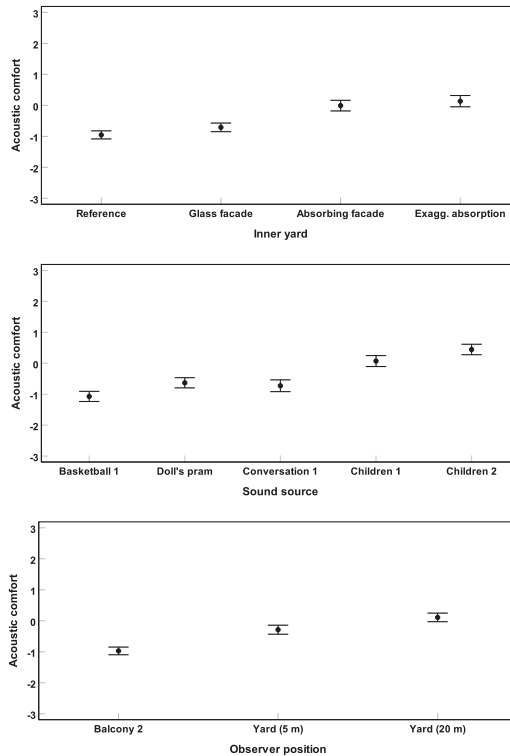 3
2
1
0
-1
-2
-3
Acoustic comfort
Reference Glass facade Absorbing facade Exagg. absorption
Inner yard
3
2
1
0
-1
-2
-3
Acoustic comfort
Basketball 1 Doll's pram Conversation 1 Children 1 Children 2
Sound source
3
2
1
0
-1
-2
-3
Acoustic comfort
Balcony 2 Yard (5 m) Yard (20 m)
Observer position